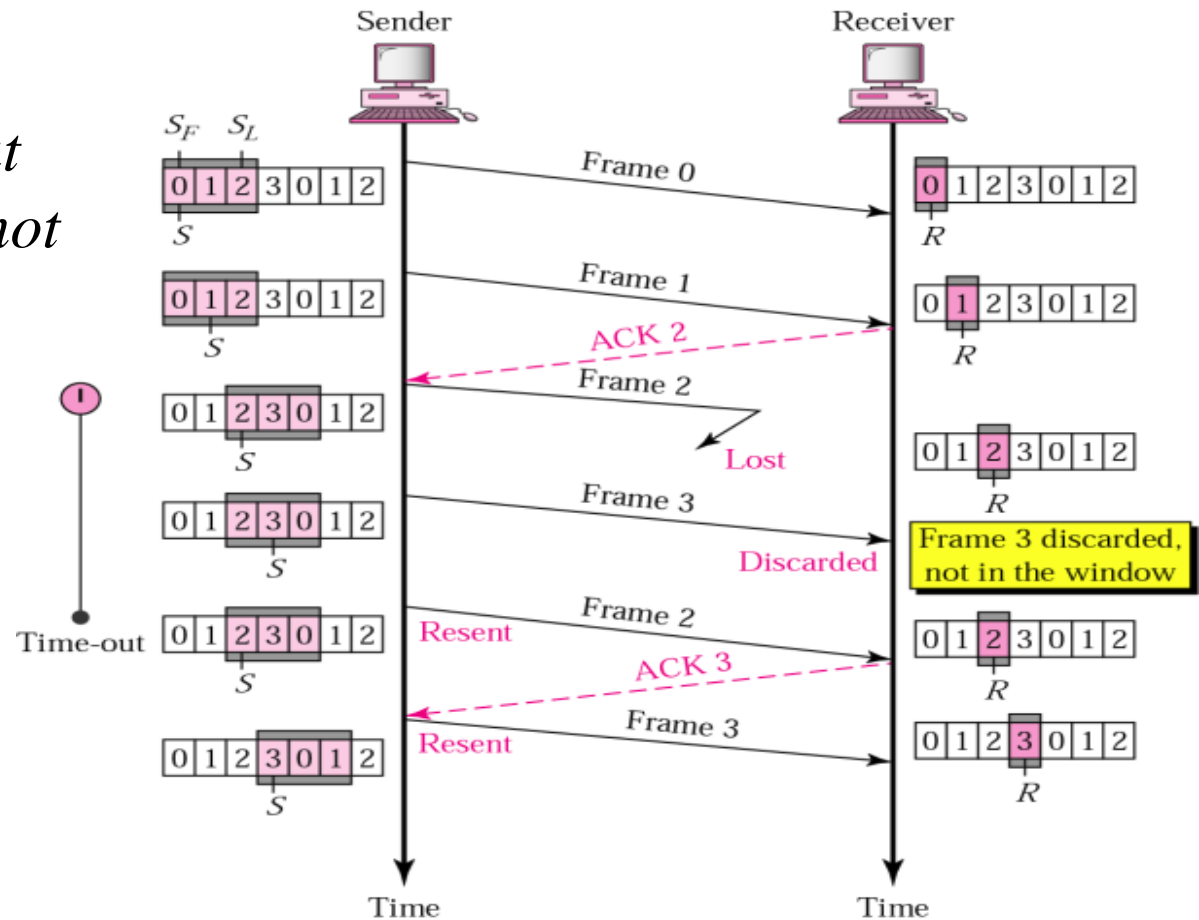 Sender
Receiver
S_F S_L
t
not
0 1 2 3 0 1 2
S
Frame 0
0 1 2 3 0 1 2
R
0 1 2 3 0 1 2
S
Frame 1
0 1 2 3 0 1 2
R
ACK 2
0 1 2 3 0 1 2
S
Frame 2
Lost
0 1 2 3 0 1 2
R
0 1 2 3 0 1 2
S
Frame 3
Discarded
Frame 3 discarded,
not in the window
Time-out
0 1 2 3 0 1 2
S
Resent
Frame 2
0 1 2 3 0 1 2
R
ACK 3
0 1 2 3 0 1 2
S
Resent
Frame 3
0 1 2 3 0 1 2
R
Time
Time